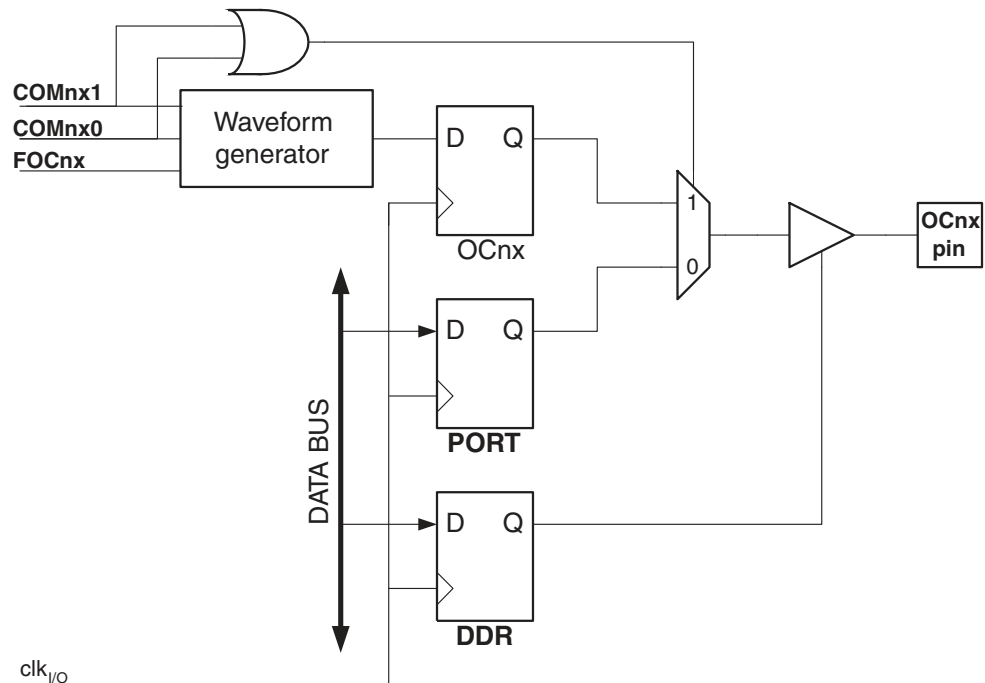 COMnx1
COMnx0
FOCnx
Waveform
generator
D Q
OCnx
1
0
OCnx
pin
D Q
PORT
DATA BUS
D Q
DDR
clkI/O